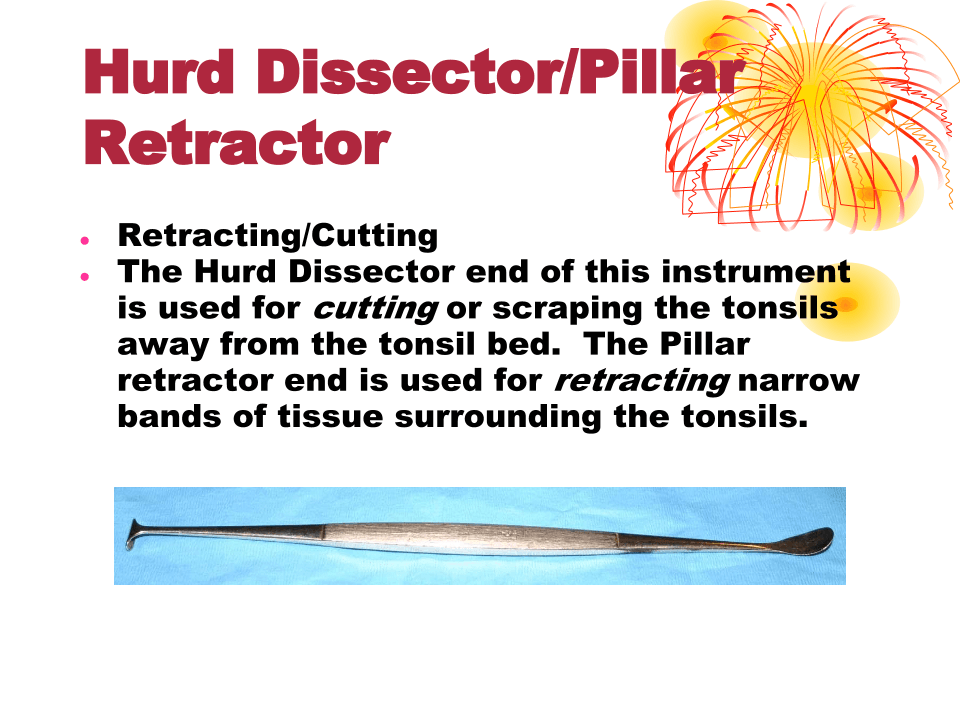 Hurd Dissector/Pillar
Retractor
Retracting/Cutting
The Hurd Dissector end of this instrument
is used for cutting or scraping the tonsils
away from the tonsil bed.  The Pillar
retractor end is used for retracting narrow
bands of tissue surrounding the tonsils.